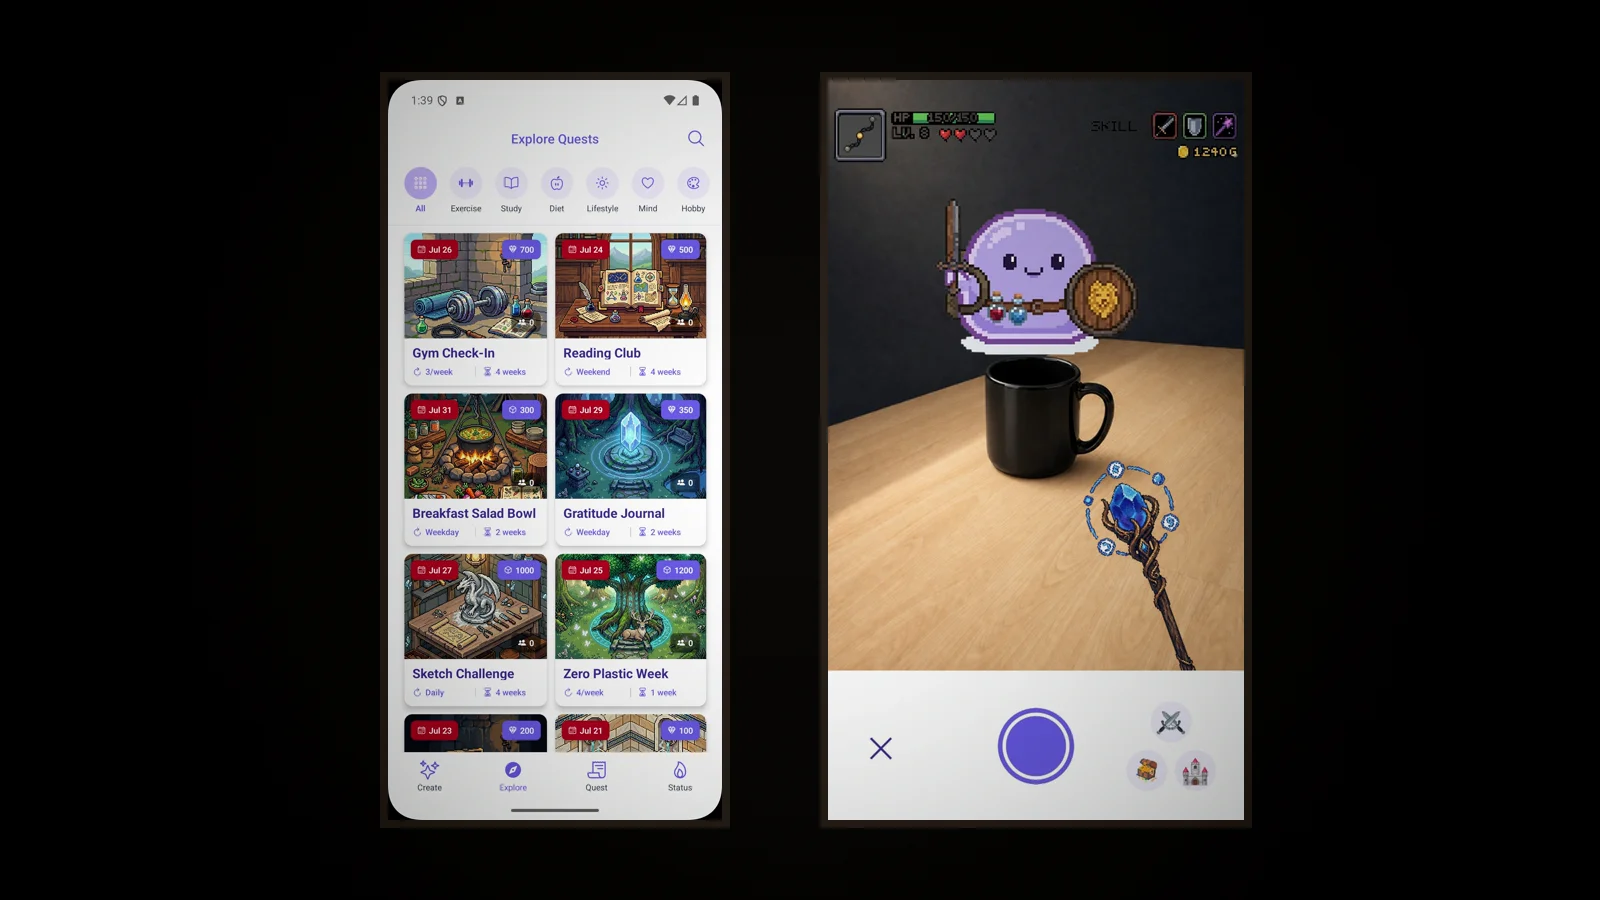 1:39
Explore Quests
All Exercise Study Diet Lifestyle Mind Hobby
Jul 26 700
0
Gym Check-In
3/week 4 weeks
Jul 24 500
0
Reading Club
Weekend 4 weeks
Jul 31 300
0
Breakfast Salad Bowl
Weekday 2 weeks
Jul 29 350
0
Gratitude Journal
Weekday 2 weeks
Jul 27 1000
0
Sketch Challenge
Daily 4 weeks
Jul 25 1200
0
Zero Plastic Week
4/week 1 week
Jul 23 200
Jul 21 100
Create Explore Quest Status
HP 150/150
LV. 8
SKILL
1240G